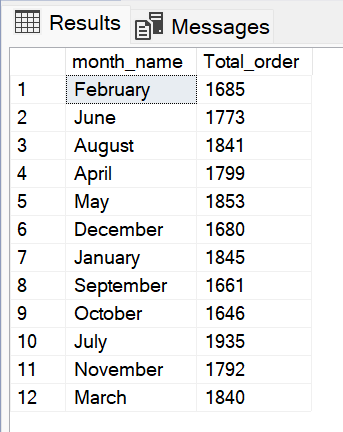 Results Messages
month_name Total_order
1 February 1685
2 June 1773
3 August 1841
4 April 1799
5 May 1853
6 December 1680
7 January 1845
8 September 1661
9 October 1646
10 July 1935
11 November 1792
12 March 1840